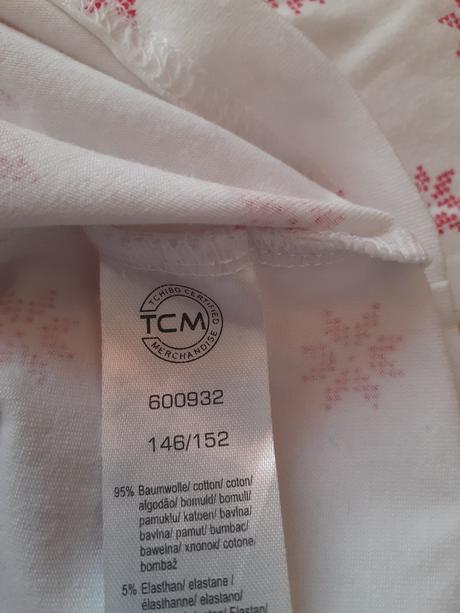 TCHIBO CERTIFIED
TCM
MERCHANDISE
600932
146/152
95% Baumwolle/ cotton/ coton/
algodão/ bomuld/ bomull/
pamuklu/ katoen/ bavlna/
bavlna/ pamut/ bumbac/
bawełna/ хлопок/ cotone/
bombaž
5% Elasthan/ elastane /
élasthanne/ elastano/